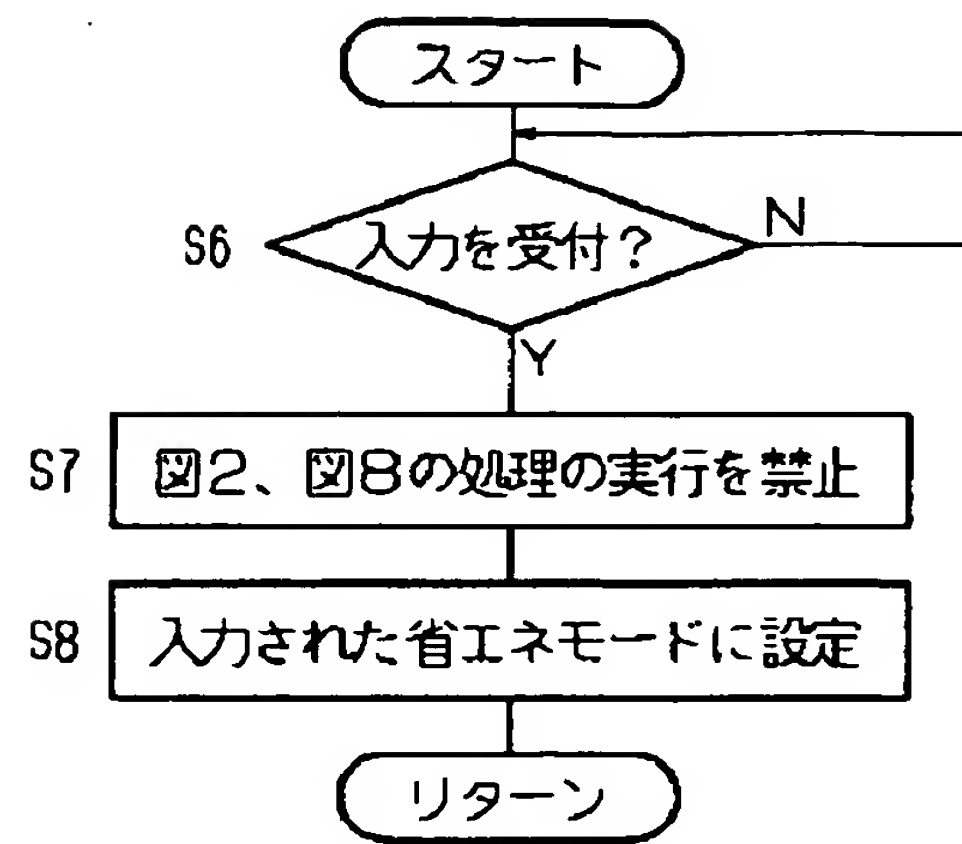 スタート
S6 入力を受付?
N
Y
S7 図2、図8の処理の実行を禁止
S8 入力された省エネモードに設定
リターン